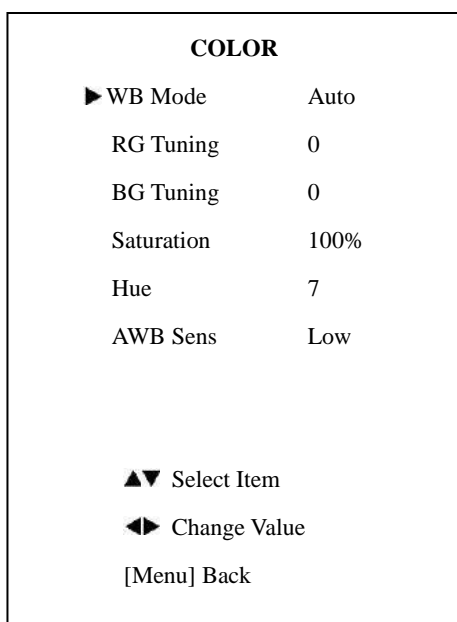 COLOR
▶WB Mode Auto
RG Tuning 0
BG Tuning 0
Saturation 100%
Hue 7
AWB Sens Low
▲▼ Select Item
◀▶ Change Value
[Menu] Back